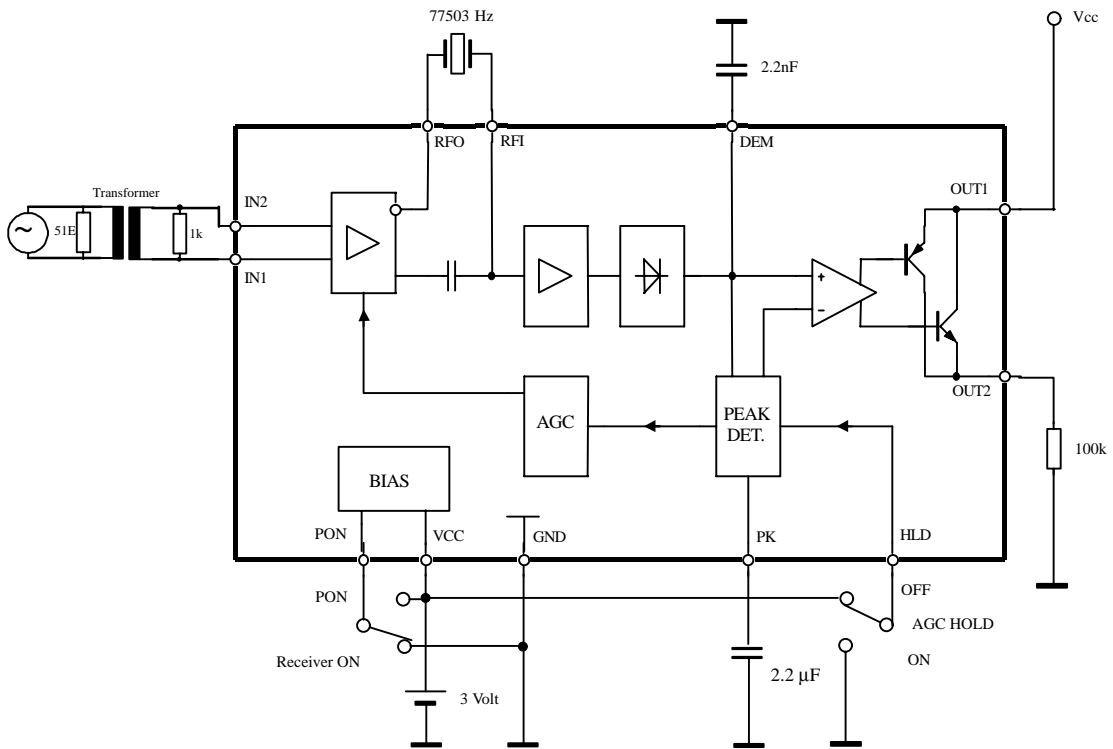 77503 Hz
Vcc
2.2nF
RFO
RFI
DEM
Transformer
IN2
OUT1
51E
1k
~
IN1
+
−
OUT2
AGC
PEAK
DET.
100k
BIAS
PON
VCC
GND
PK
HLD
PON
OFF
AGC HOLD
Receiver ON
ON
2.2 µF
3 Volt